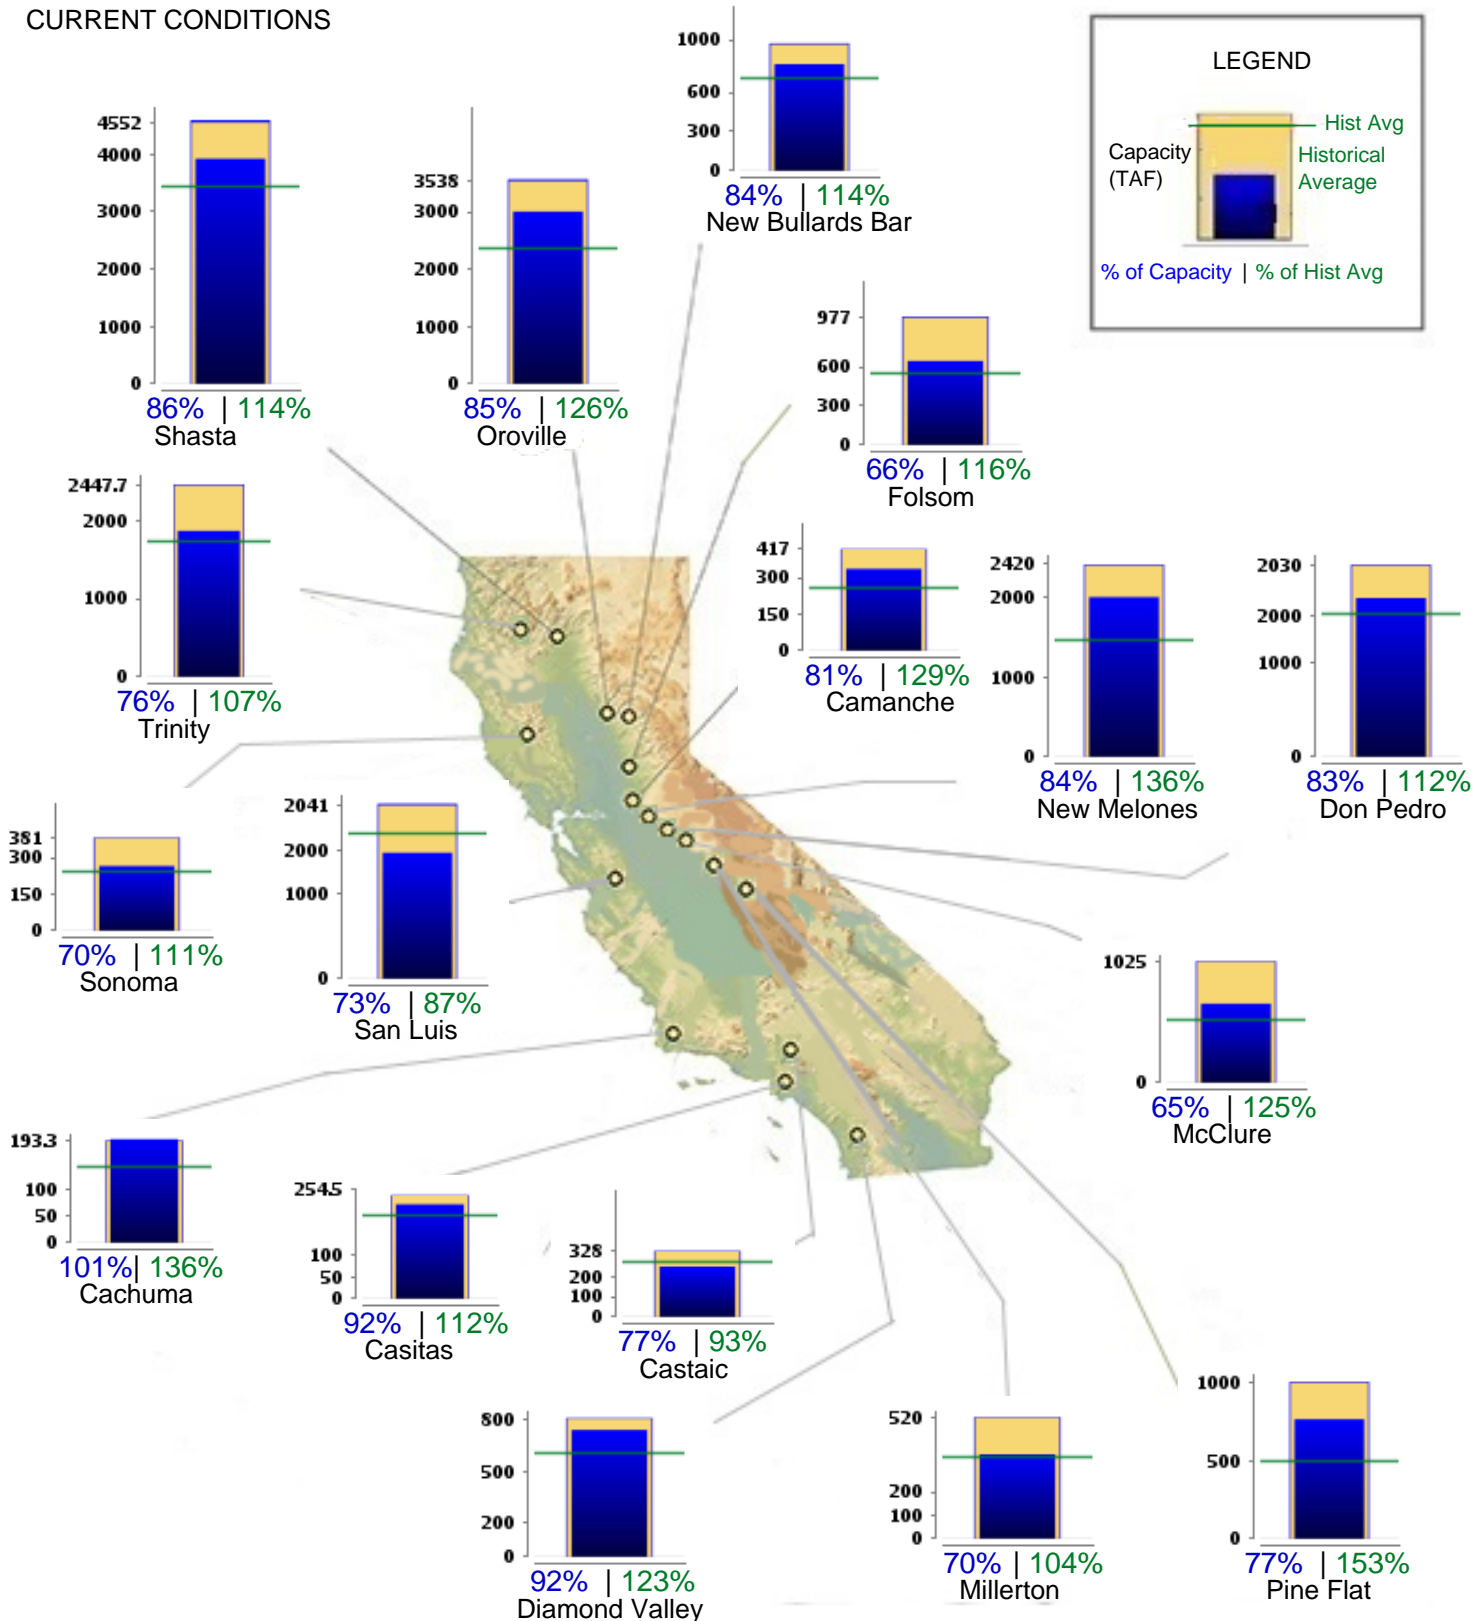 CURRENT CONDITIONS
LEGEND
Hist Avg
Capacity
(TAF)
Historical
Average
% of Capacity | % of Hist Avg
1000
600
300
0
84% | 114%
New Bullards Bar
4552
4000
3000
2000
1000
0
86% | 114%
Shasta
3538
3000
2000
1000
0
85% | 126%
Oroville
977
600
300
0
66% | 116%
Folsom
2447.7
2000
1000
0
76% | 107%
Trinity
417
300
150
0
81% | 129%
Camanche
2420
2000
1000
0
84% | 136%
New Melones
2030
2000
1000
0
83% | 112%
Don Pedro
381
300
150
0
70% | 111%
Sonoma
2041
2000
1000
0
73% | 87%
San Luis
1025
0
65% | 125%
McClure
193.3
100
50
0
101% | 136%
Cachuma
254.5
100
50
0
92% | 112%
Casitas
328
200
100
0
77% | 93%
Castaic
800
500
200
0
92% | 123%
Diamond Valley
520
200
100
0
70% | 104%
Millerton
1000
500
0
77% | 153%
Pine Flat